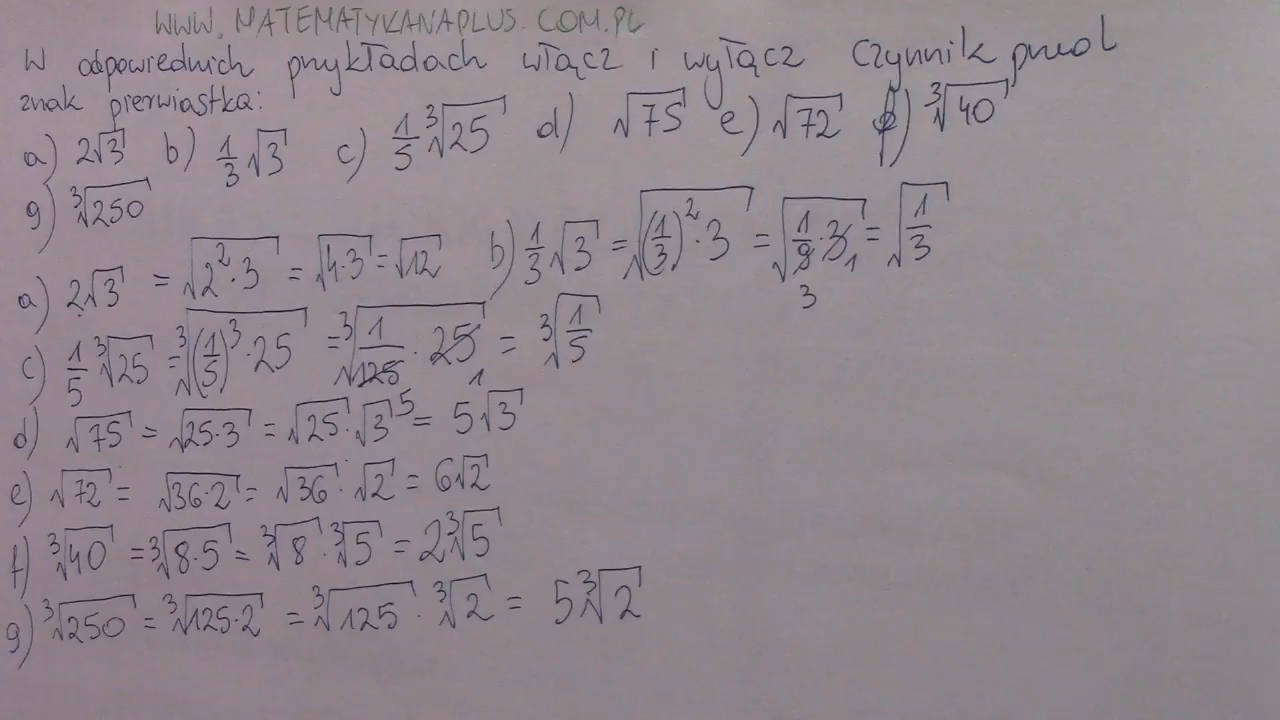 WWW.MATEMATYKANAPLUS.COM.PL
W odpowiednich przykładach włącz i wyłącz czynnik przed
znak pierwiastka:
a) 2√3 b) 1/3 √3 c) 1/5 ∛25 d) √75 e) √72 f) ∛40
g) ∛250
a) 2√3 = √(2²·3) = √(4·3) = √12 b) 1/3 √3 = √((1/3)²·3) = √(1/9·3) = √(1/3)
c) 1/5 ∛25 = ∛((1/5)³·25) = ∛(1/125 · 25) = ∛(1/5)
d) √75 = √(25·3) = √25·√3 = 5√3
e) √72 = √(36·2) = √36·√2 = 6√2
f) ∛40 = ∛(8·5) = ∛8·∛5 = 2∛5
g) ∛250 = ∛(125·2) = ∛125 · ∛2 = 5∛2